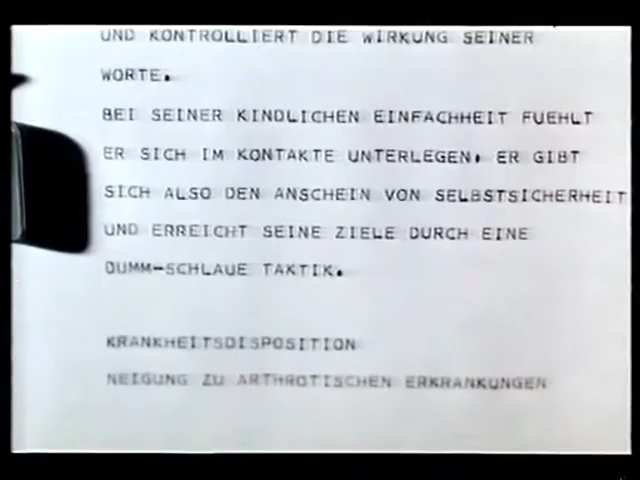 UND KONTROLLIERT DIE WIRKUNG SEINER
WORTE.
BEI SEINER KINDLICHEN EINFACHHEIT FUEHLT
ER SICH IM KONTAKTE UNTERLEGEN, ER GIBT
SICH ALSO DEN ANSCHEIN VON SELBSTSICHERHEIT
UND ERREICHT SEINE ZIELE DURCH EINE
DUMM-SCHLAUE TAKTIK.
KRANKHEITSDISPOSITION
NEIGUNG ZU ARTHROTISCHEN ERKRANKUNGEN